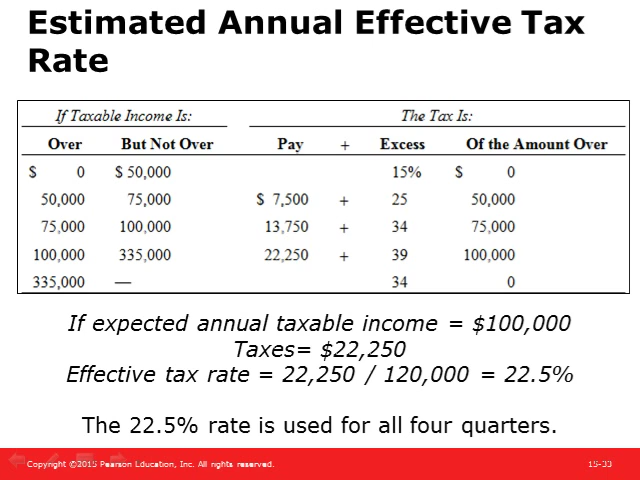 Estimated Annual Effective Tax
Rate
If Taxable Income Is: The Tax Is:
Over But Not Over Pay + Excess Of the Amount Over
$ 0 $ 50,000 15% $ 0
50,000 75,000 $ 7,500 + 25 50,000
75,000 100,000 13,750 + 34 75,000
100,000 335,000 22,250 + 39 100,000
335,000 — 34 0
If expected annual taxable income = $100,000
Taxes= $22,250
Effective tax rate = 22,250 / 120,000 = 22.5%
The 22.5% rate is used for all four quarters.
Copyright ©2015 Pearson Education, Inc. All rights reserved. 15-33